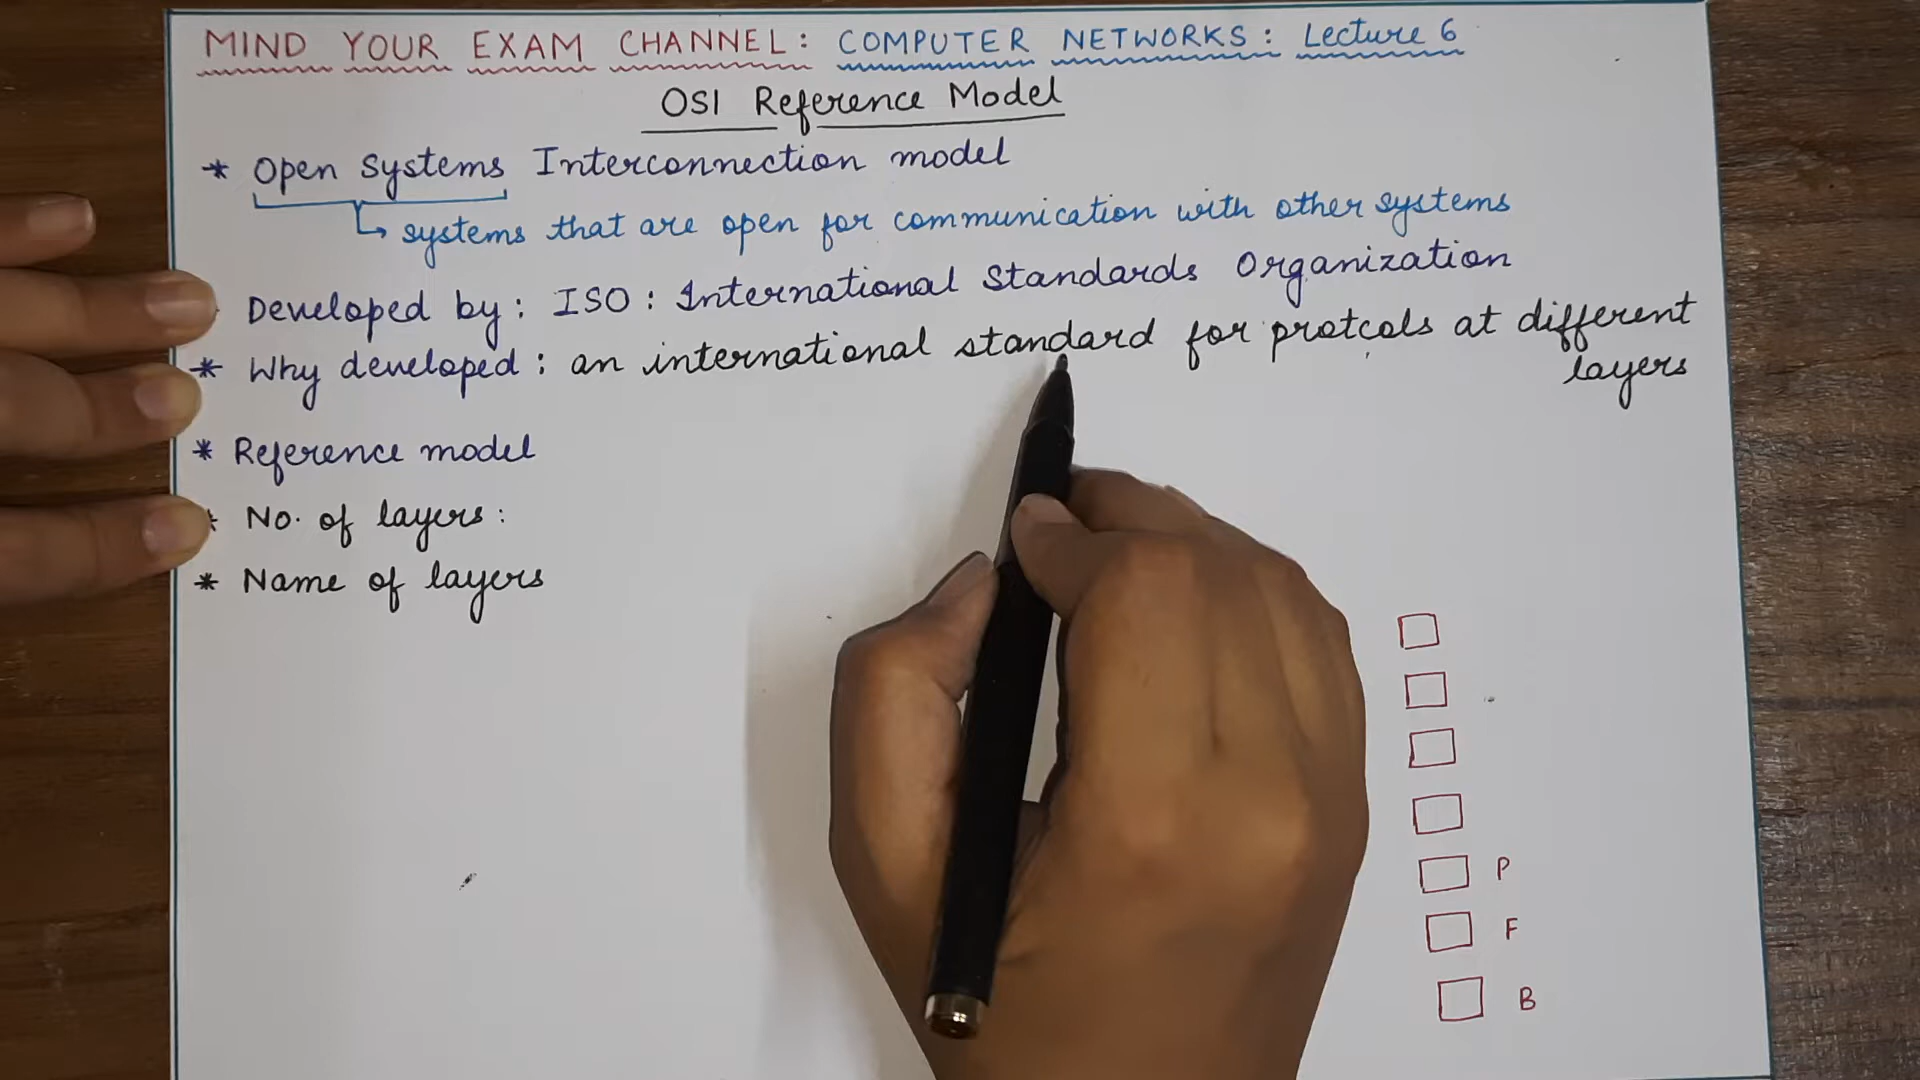 MIND YOUR EXAM CHANNEL: COMPUTER NETWORKS: Lecture 6
OSI Reference Model
* Open Systems Interconnection model
↳ systems that are open for communication with other systems
Developed by: ISO: International Standards Organization
* Why developed: an international standard for protcols at different
layers
* Reference model
* No. of layers:
* Name of layers
P
F
B